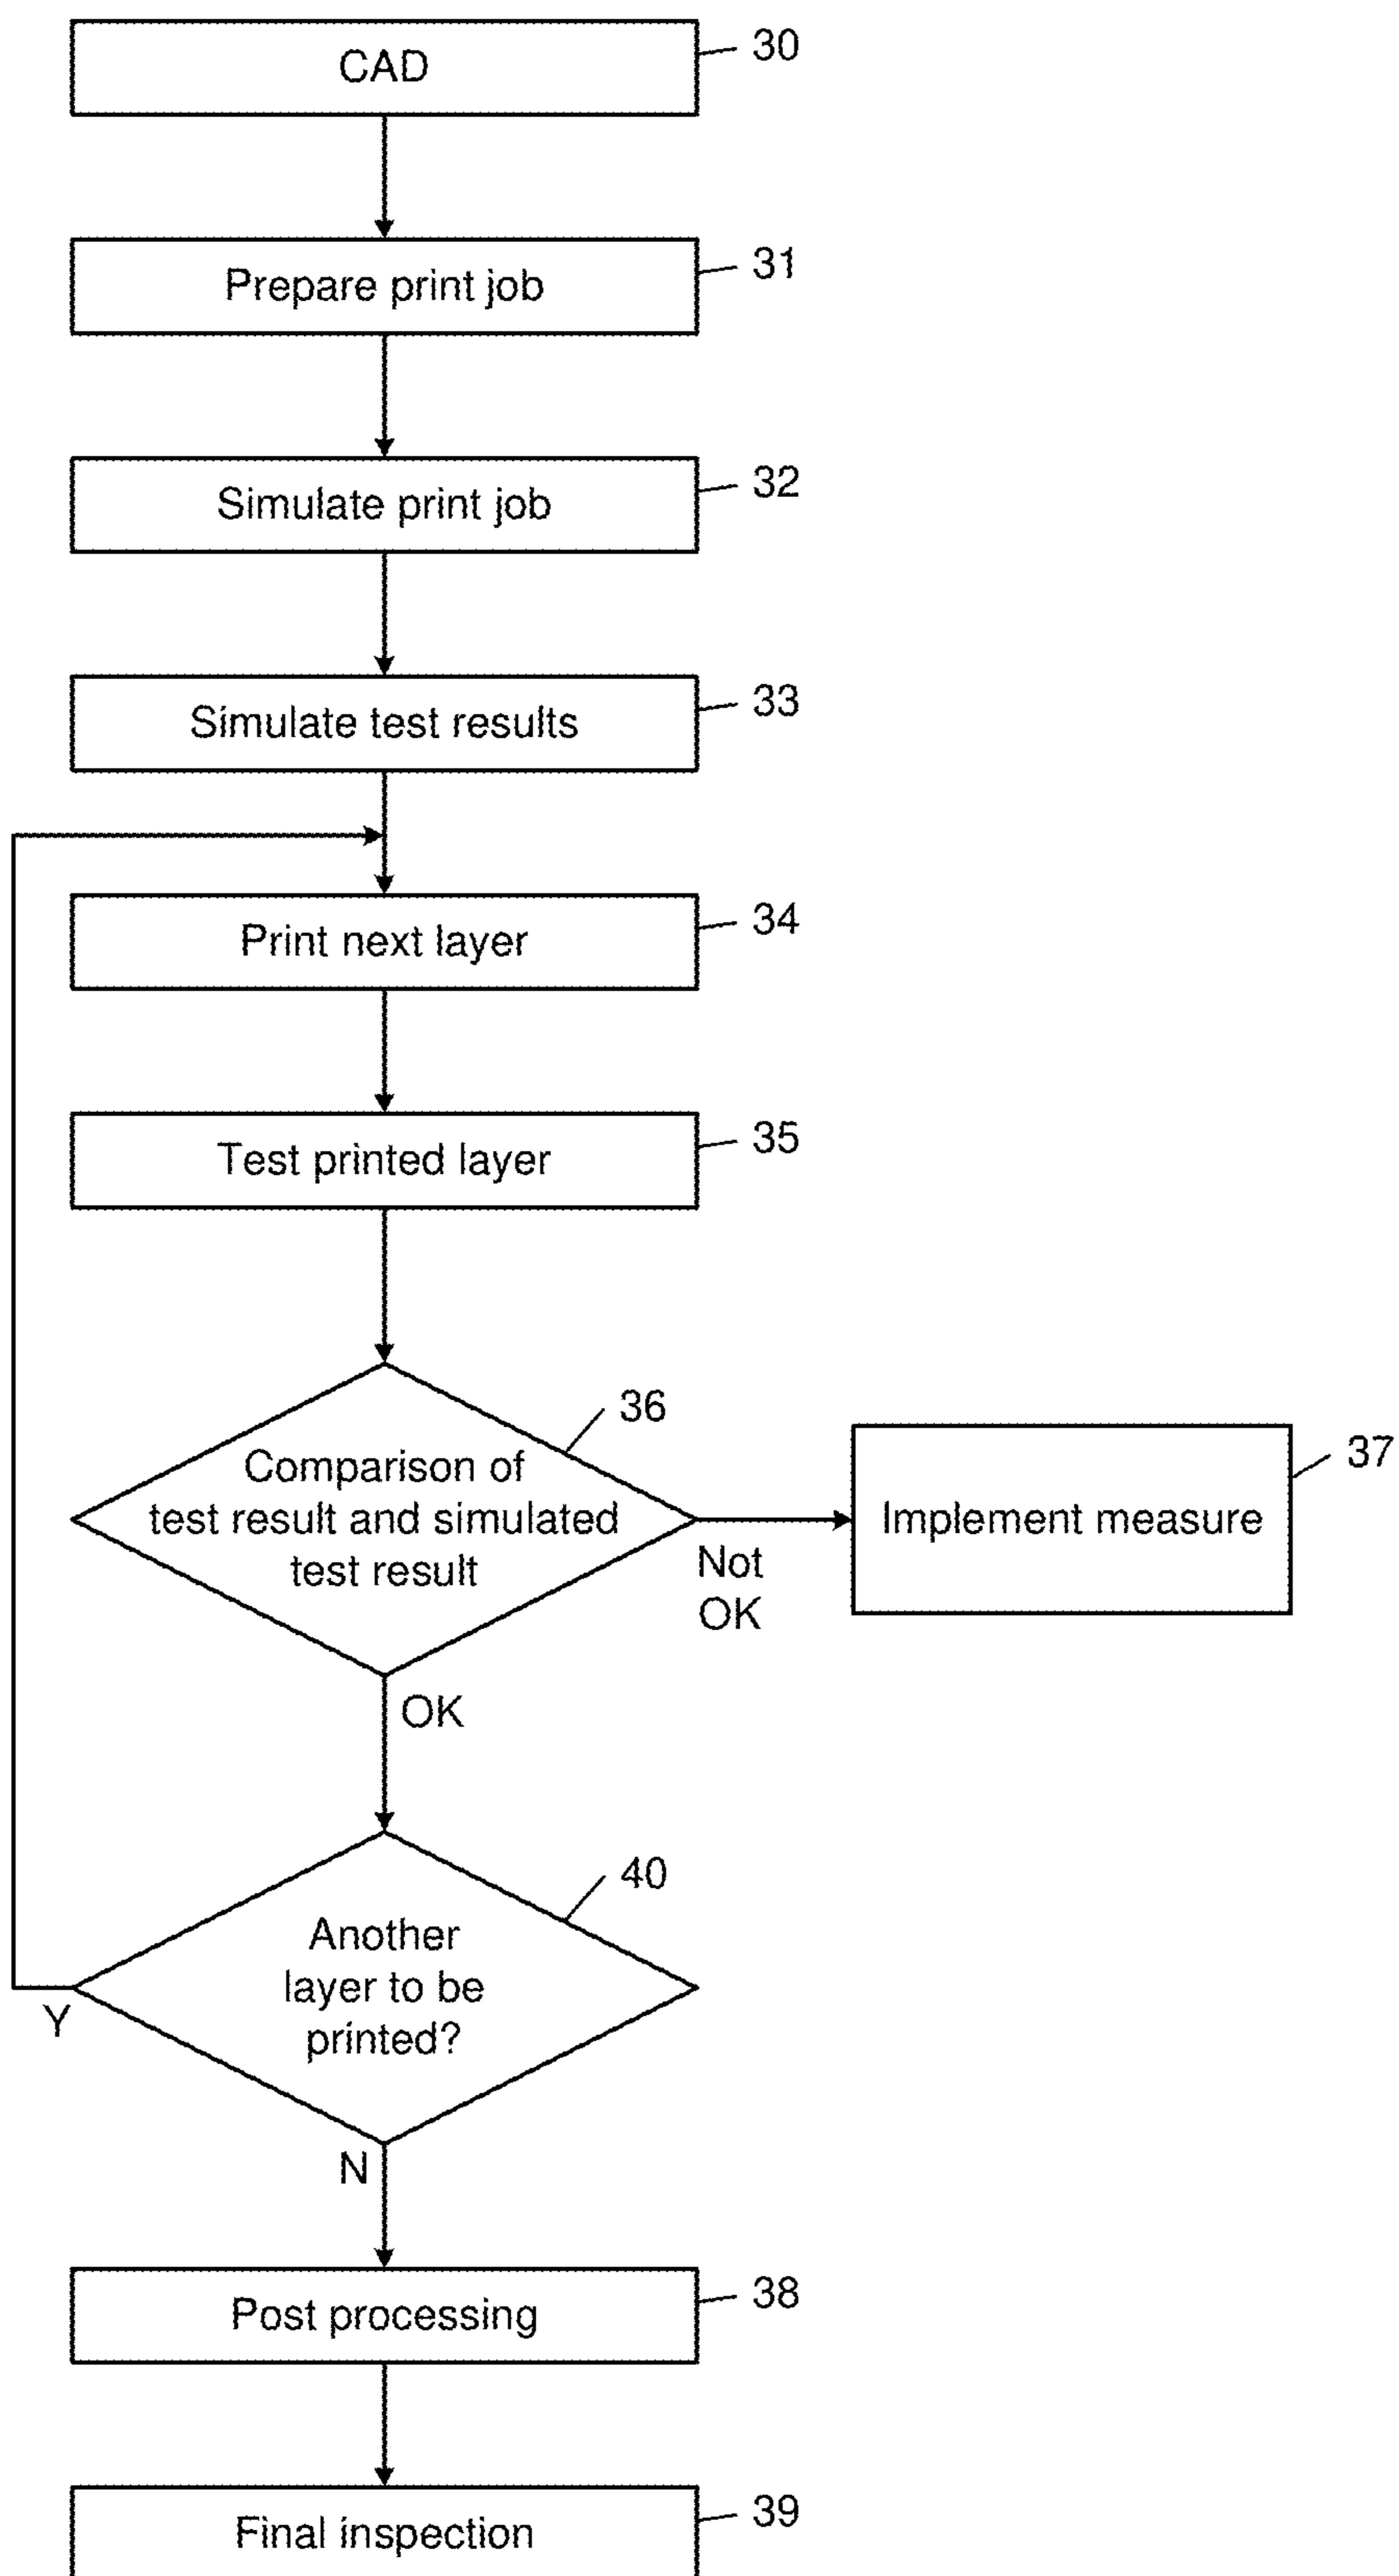 CAD
30
Prepare print job
31
Simulate print job
32
Simulate test results
33
Print next layer
34
Test printed layer
35
36
Comparison of
test result and simulated
test result
Not
OK
Implement measure
37
OK
40
Another
layer to be
printed?
Y
N
Post processing
38
Final inspection
39